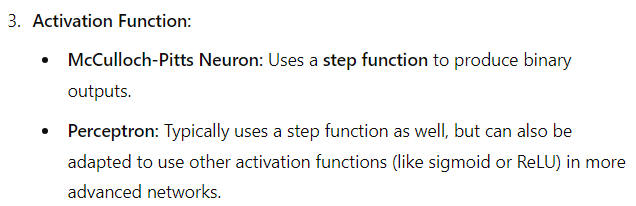 3. Activation Function:
• McCulloch-Pitts Neuron: Uses a step function to produce binary
outputs.
• Perceptron: Typically uses a step function as well, but can also be
adapted to use other activation functions (like sigmoid or ReLU) in more
advanced networks.